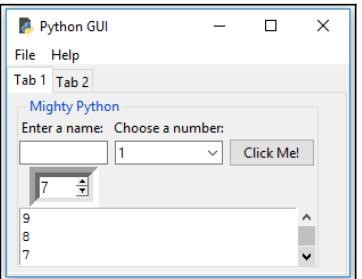 Python GUI
File Help
Tab 1 Tab 2
Mighty Python
Enter a name: Choose a number:
1 Click Me!
7
9
8
7